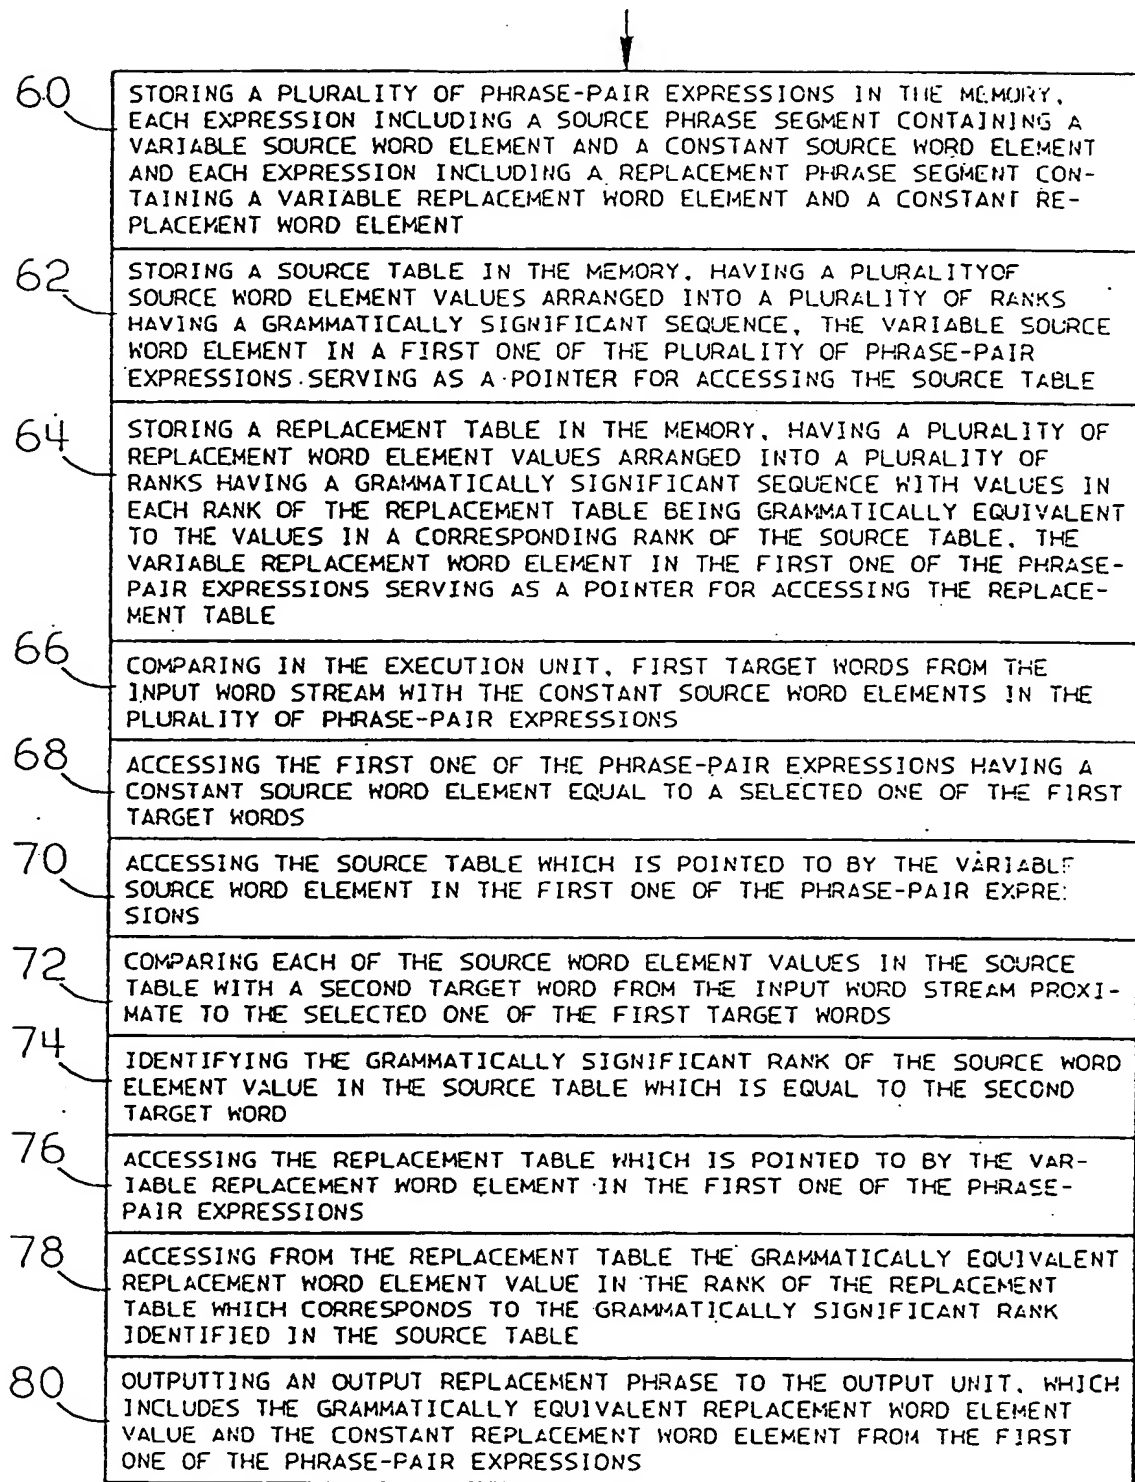 60
STORING A PLURALITY OF PHRASE-PAIR EXPRESSIONS IN THE MEMORY,
EACH EXPRESSION INCLUDING A SOURCE PHRASE SEGMENT CONTAINING A
VARIABLE SOURCE WORD ELEMENT AND A CONSTANT SOURCE WORD ELEMENT
AND EACH EXPRESSION INCLUDING A REPLACEMENT PHRASE SEGMENT CON-
TAINING A VARIABLE REPLACEMENT WORD ELEMENT AND A CONSTANT RE-
PLACEMENT WORD ELEMENT
62
STORING A SOURCE TABLE IN THE MEMORY, HAVING A PLURALITYOF
SOURCE WORD ELEMENT VALUES ARRANGED INTO A PLURALITY OF RANKS
HAVING A GRAMMATICALLY SIGNIFICANT SEQUENCE, THE VARIABLE SOURCE
WORD ELEMENT IN A FIRST ONE OF THE PLURALITY OF PHRASE-PAIR
EXPRESSIONS SERVING AS A POINTER FOR ACCESSING THE SOURCE TABLE
64
STORING A REPLACEMENT TABLE IN THE MEMORY, HAVING A PLURALITY OF
REPLACEMENT WORD ELEMENT VALUES ARRANGED INTO A PLURALITY OF
RANKS HAVING A GRAMMATICALLY SIGNIFICANT SEQUENCE WITH VALUES IN
EACH RANK OF THE REPLACEMENT TABLE BEING GRAMMATICALLY EQUIVALENT
TO THE VALUES IN A CORRESPONDING RANK OF THE SOURCE TABLE, THE
VARIABLE REPLACEMENT WORD ELEMENT IN THE FIRST ONE OF THE PHRASE-
PAIR EXPRESSIONS SERVING AS A POINTER FOR ACCESSING THE REPLACE-
MENT TABLE
66
COMPARING IN THE EXECUTION UNIT, FIRST TARGET WORDS FROM THE
INPUT WORD STREAM WITH THE CONSTANT SOURCE WORD ELEMENTS IN THE
PLURALITY OF PHRASE-PAIR EXPRESSIONS
68
ACCESSING THE FIRST ONE OF THE PHRASE-PAIR EXPRESSIONS HAVING A
CONSTANT SOURCE WORD ELEMENT EQUAL TO A SELECTED ONE OF THE FIRST
TARGET WORDS
70
ACCESSING THE SOURCE TABLE WHICH IS POINTED TO BY THE VARIABLE
SOURCE WORD ELEMENT IN THE FIRST ONE OF THE PHRASE-PAIR EXPRE
SIONS
72
COMPARING EACH OF THE SOURCE WORD ELEMENT VALUES IN THE SOURCE
TABLE WITH A SECOND TARGET WORD FROM THE INPUT WORD STREAM PROXI-
MATE TO THE SELECTED ONE OF THE FIRST TARGET WORDS
74
IDENTIFYING THE GRAMMATICALLY SIGNIFICANT RANK OF THE SOURCE WORD
ELEMENT VALUE IN THE SOURCE TABLE WHICH IS EQUAL TO THE SECOND
TARGET WORD
76
ACCESSING THE REPLACEMENT TABLE WHICH IS POINTED TO BY THE VAR-
IABLE REPLACEMENT WORD ELEMENT IN THE FIRST ONE OF THE PHRASE-
PAIR EXPRESSIONS
78
ACCESSING FROM THE REPLACEMENT TABLE THE GRAMMATICALLY EQUIVALENT
REPLACEMENT WORD ELEMENT VALUE IN THE RANK OF THE REPLACEMENT
TABLE WHICH CORRESPONDS TO THE GRAMMATICALLY SIGNIFICANT RANK
IDENTIFIED IN THE SOURCE TABLE
80
OUTPUTTING AN OUTPUT REPLACEMENT PHRASE TO THE OUTPUT UNIT, WHICH
INCLUDES THE GRAMMATICALLY EQUIVALENT REPLACEMENT WORD ELEMENT
VALUE AND THE CONSTANT REPLACEMENT WORD ELEMENT FROM THE FIRST
ONE OF THE PHRASE-PAIR EXPRESSIONS